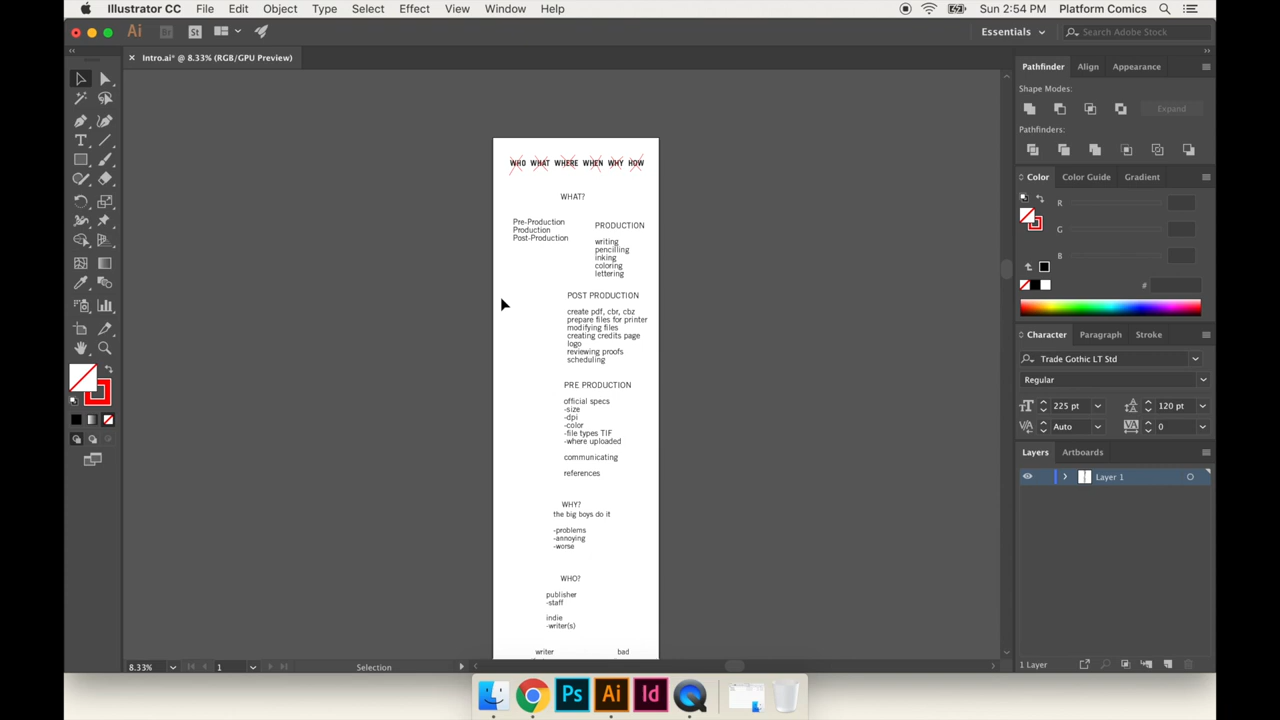 Illustrator CC File Edit Object Type Select Effect View Window Help Sun 2:54 PM Platform Comics
Ai Br St Essentials Search Adobe Stock
Intro.ai* @ 8.33% (RGB/GPU Preview)
WHO WHAT WHERE WHEN WHY HOW
WHAT?
Pre-Production
Production
Post-Production
PRODUCTION
writing
pencilling
inking
coloring
lettering
POST PRODUCTION
create pdf, cbr, cbz
prepare files for printer
modifying files
creating credits page
logo
reviewing proofs
scheduling
PRE PRODUCTION
official specs
-size
-dpi
-color
-file types TIF
-where uploaded
communicating
references
WHY?
the big boys do it
-problems
-annoying
-worse
WHO?
publisher
-staff
indie
-writer(s)
writer bad
Pathfinder Align Appearance
Shape Modes:
Expand
Pathfinders:
Color Color Guide Gradient
R
G
B
#
Character Paragraph Stroke
Trade Gothic LT Std
Regular
225 pt 120 pt
Auto 0
Layers Artboards
Layer 1
1 Layer
8.33% 1 Selection
Ps Ai Id